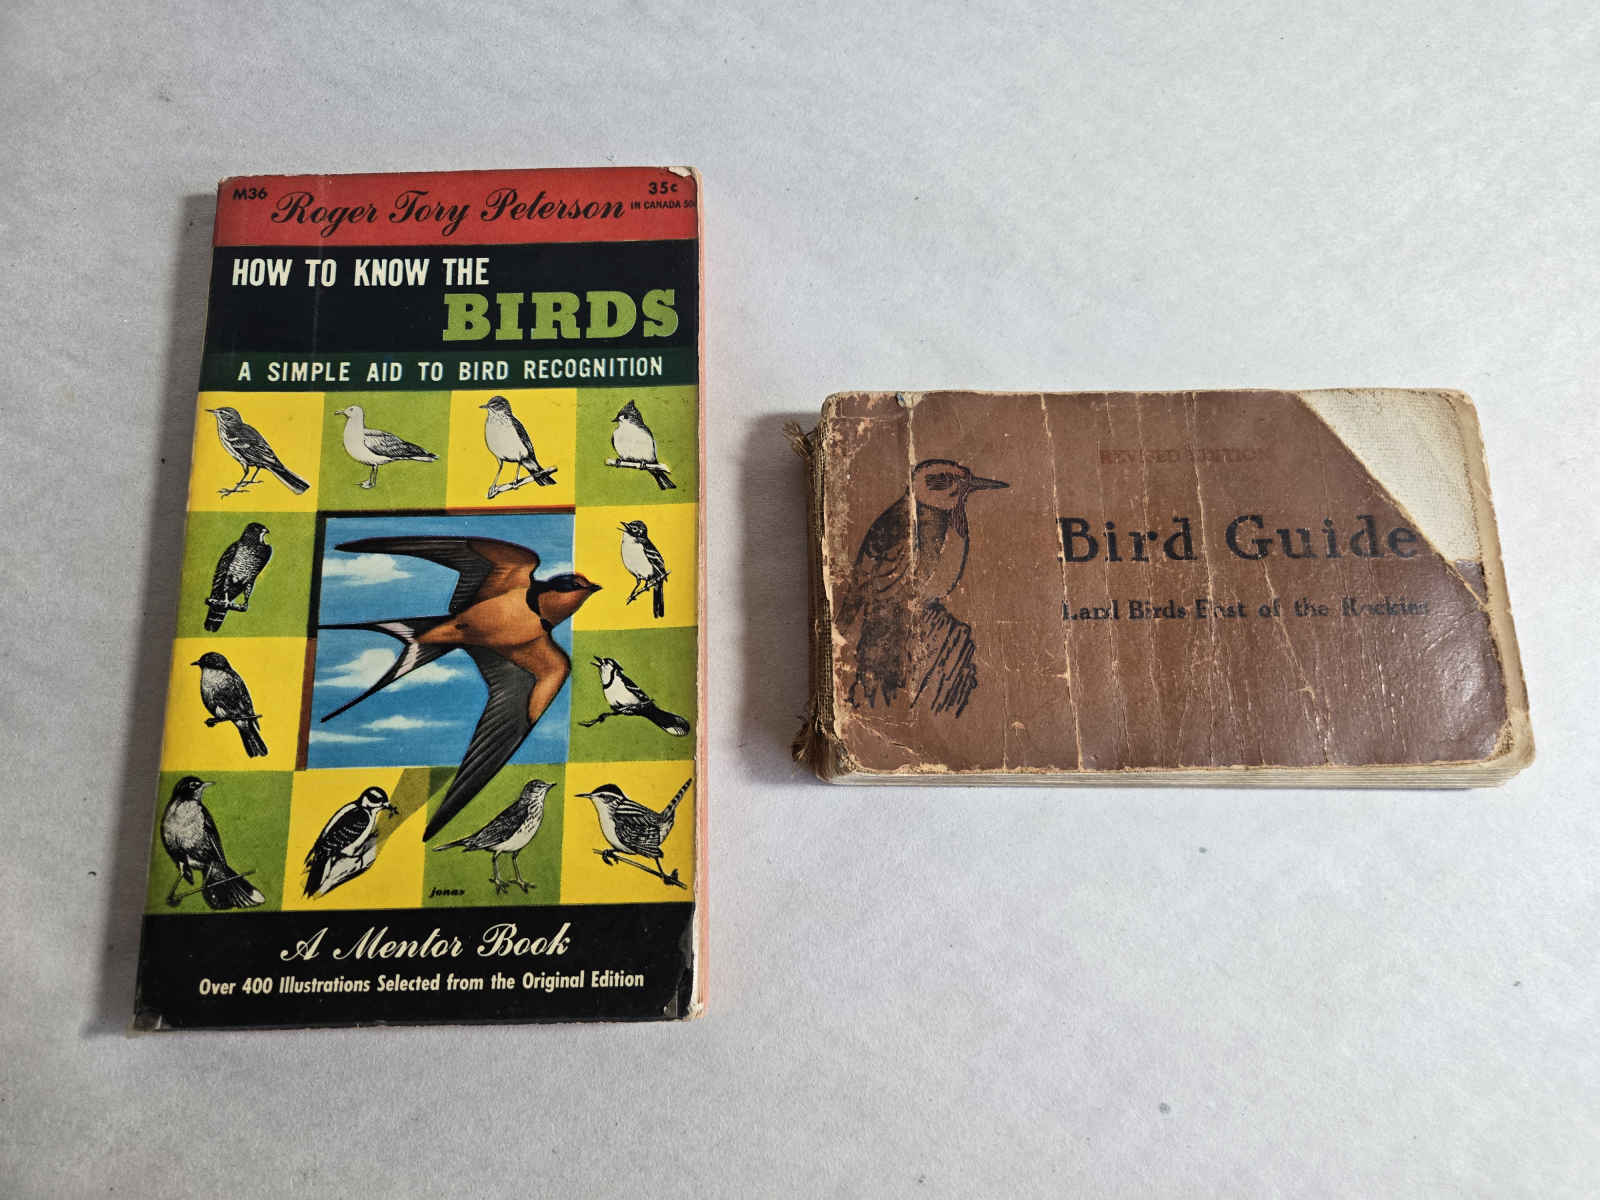 M36
Roger Tory Peterson
35¢
IN CANADA 50
HOW TO KNOW THE
BIRDS
A SIMPLE AID TO BIRD RECOGNITION
jonas
A Mentor Book
Over 400 Illustrations Selected from the Original Edition
REVISED EDITION
Bird Guide
Land Birds East of the Rockies